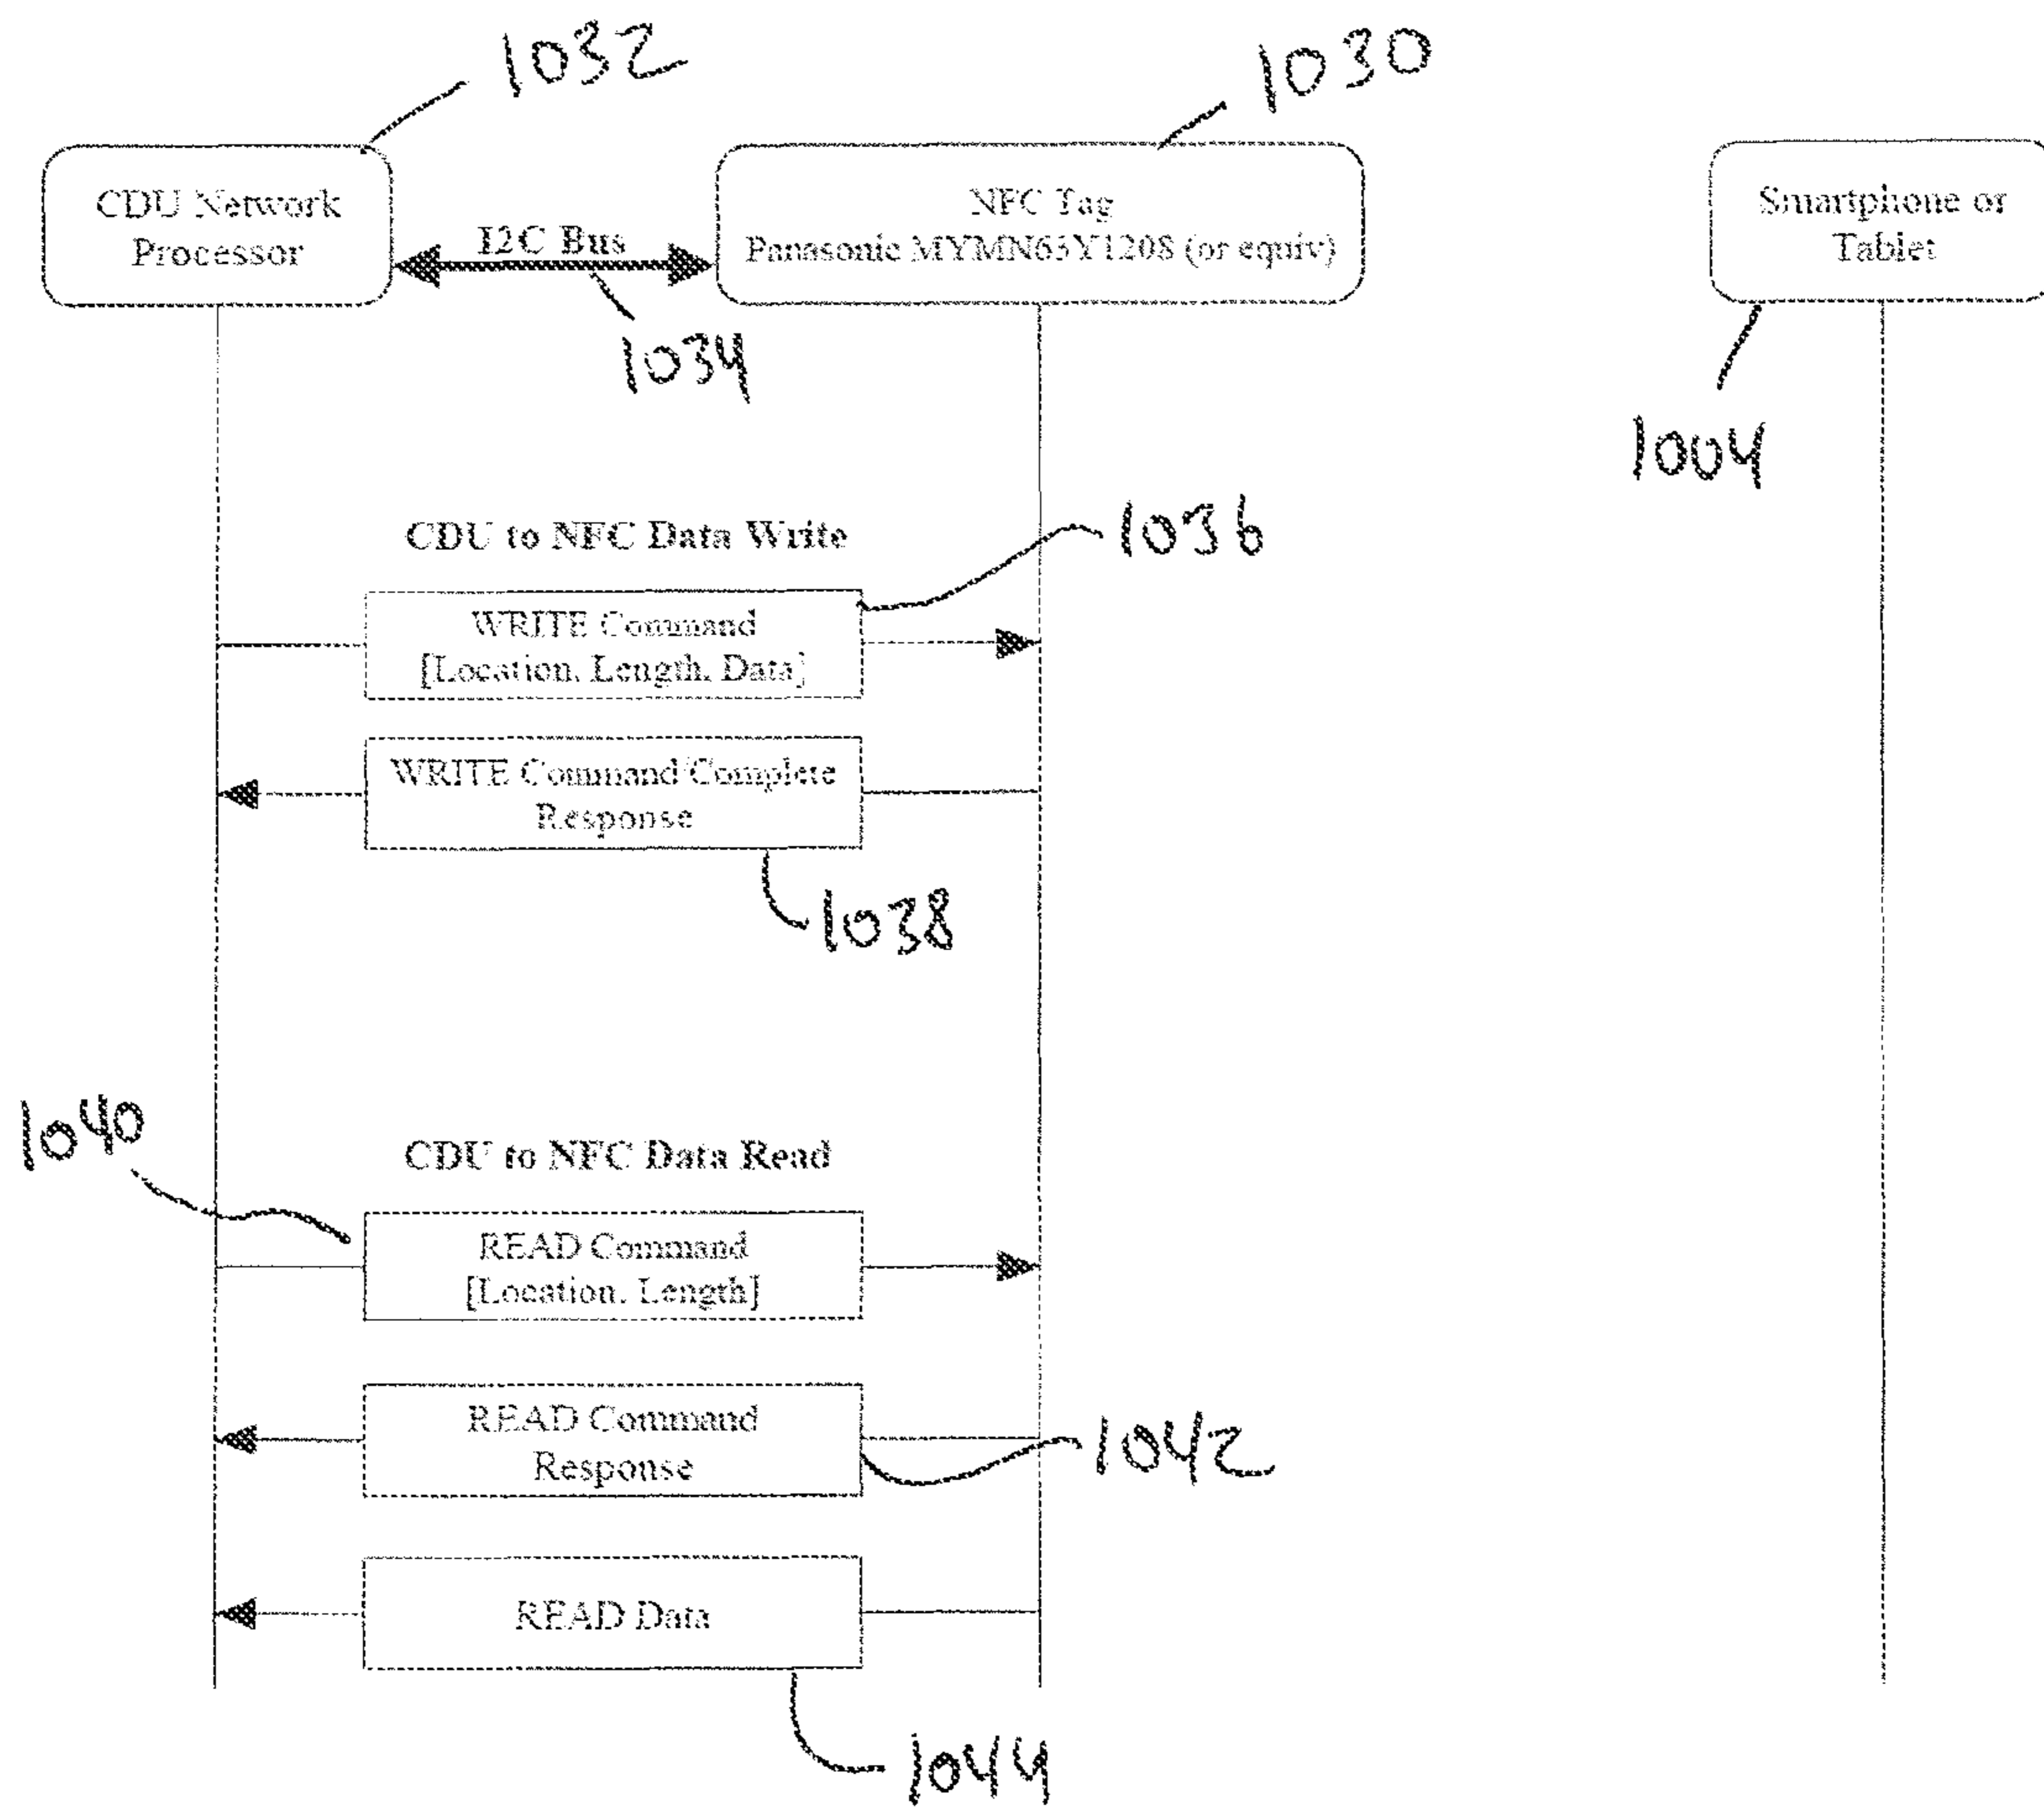 1032
1030
CDU Network
Processor
I2C Bus
NFC Tag
Panasonic MYMN63Y1208 (or equiv)
Smartphone or
Tablet
1034
1004
CDU to NFC Data Write
1036
WRITE Command
[Location, Length, Data]
WRITE Command Complete
Response
1038
1040
CDU to NFC Data Read
READ Command
[Location, Length]
READ Command
Response
1042
READ Data
1044